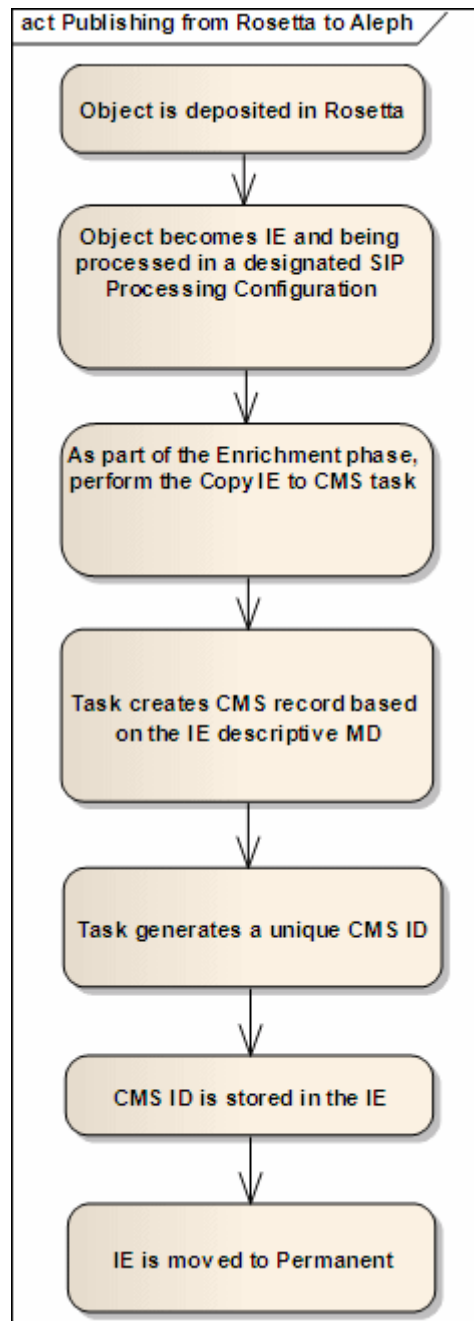 act Publishing from Rosetta to Aleph
Object is deposited in Rosetta
Object becomes IE and being
processed in a designated SIP
Processing Configuration
As part of the Enrichment phase,
perform the Copy IE to CMS task
Task creates CMS record based
on the IE descriptive MD
Task generates a unique CMS ID
CMS ID is stored in the IE
IE is moved to Permanent